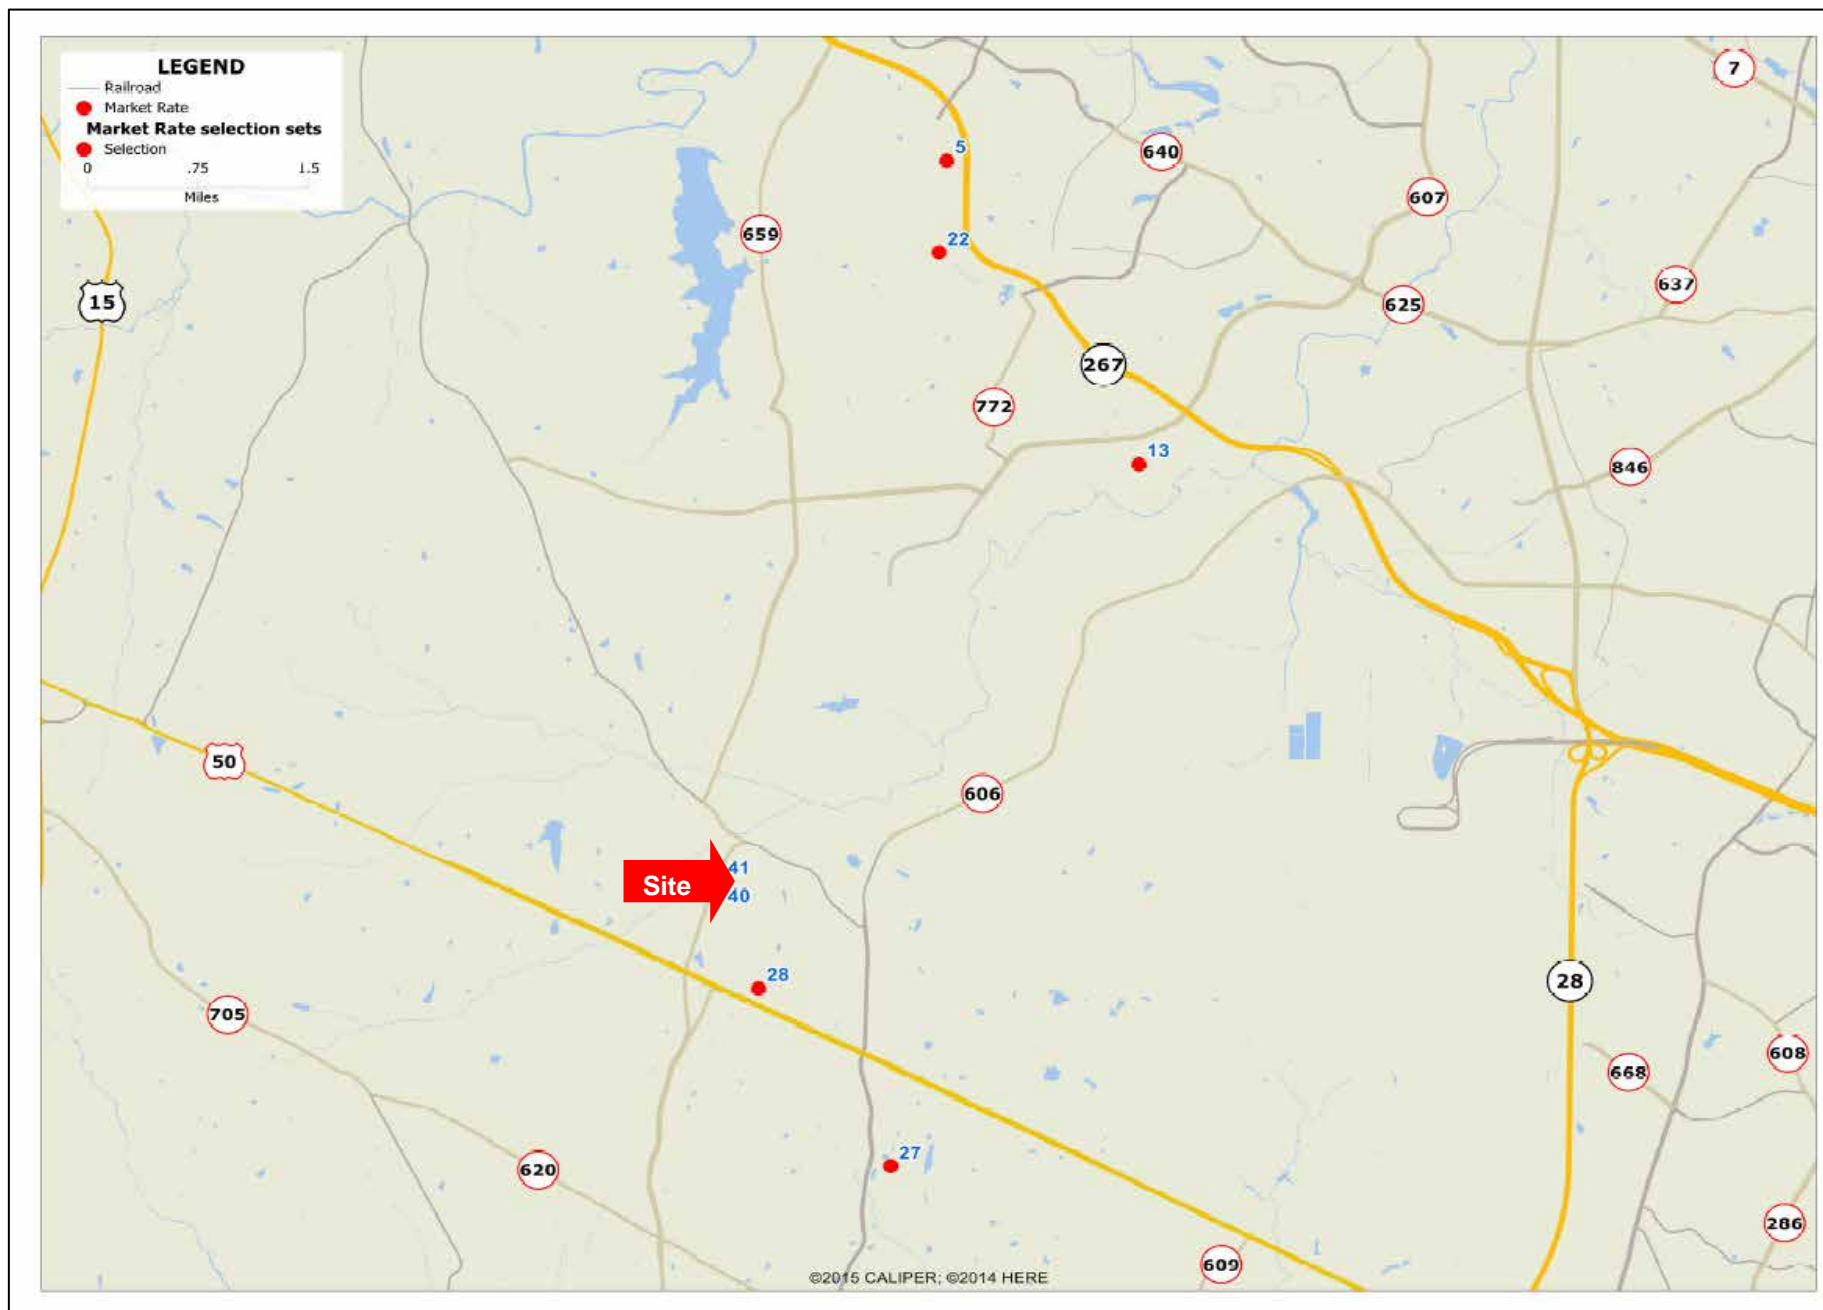 LEGEND
Railroad
Market Rate
Market Rate selection sets
Selection
0 .75 1.5
Miles
7
5
640
607
659
22
15
637
625
267
772
13
846
50
606
41
Site
40
28
28
705
608
668
27
620
286
609
©2015 CALIPER; ©2014 HERE